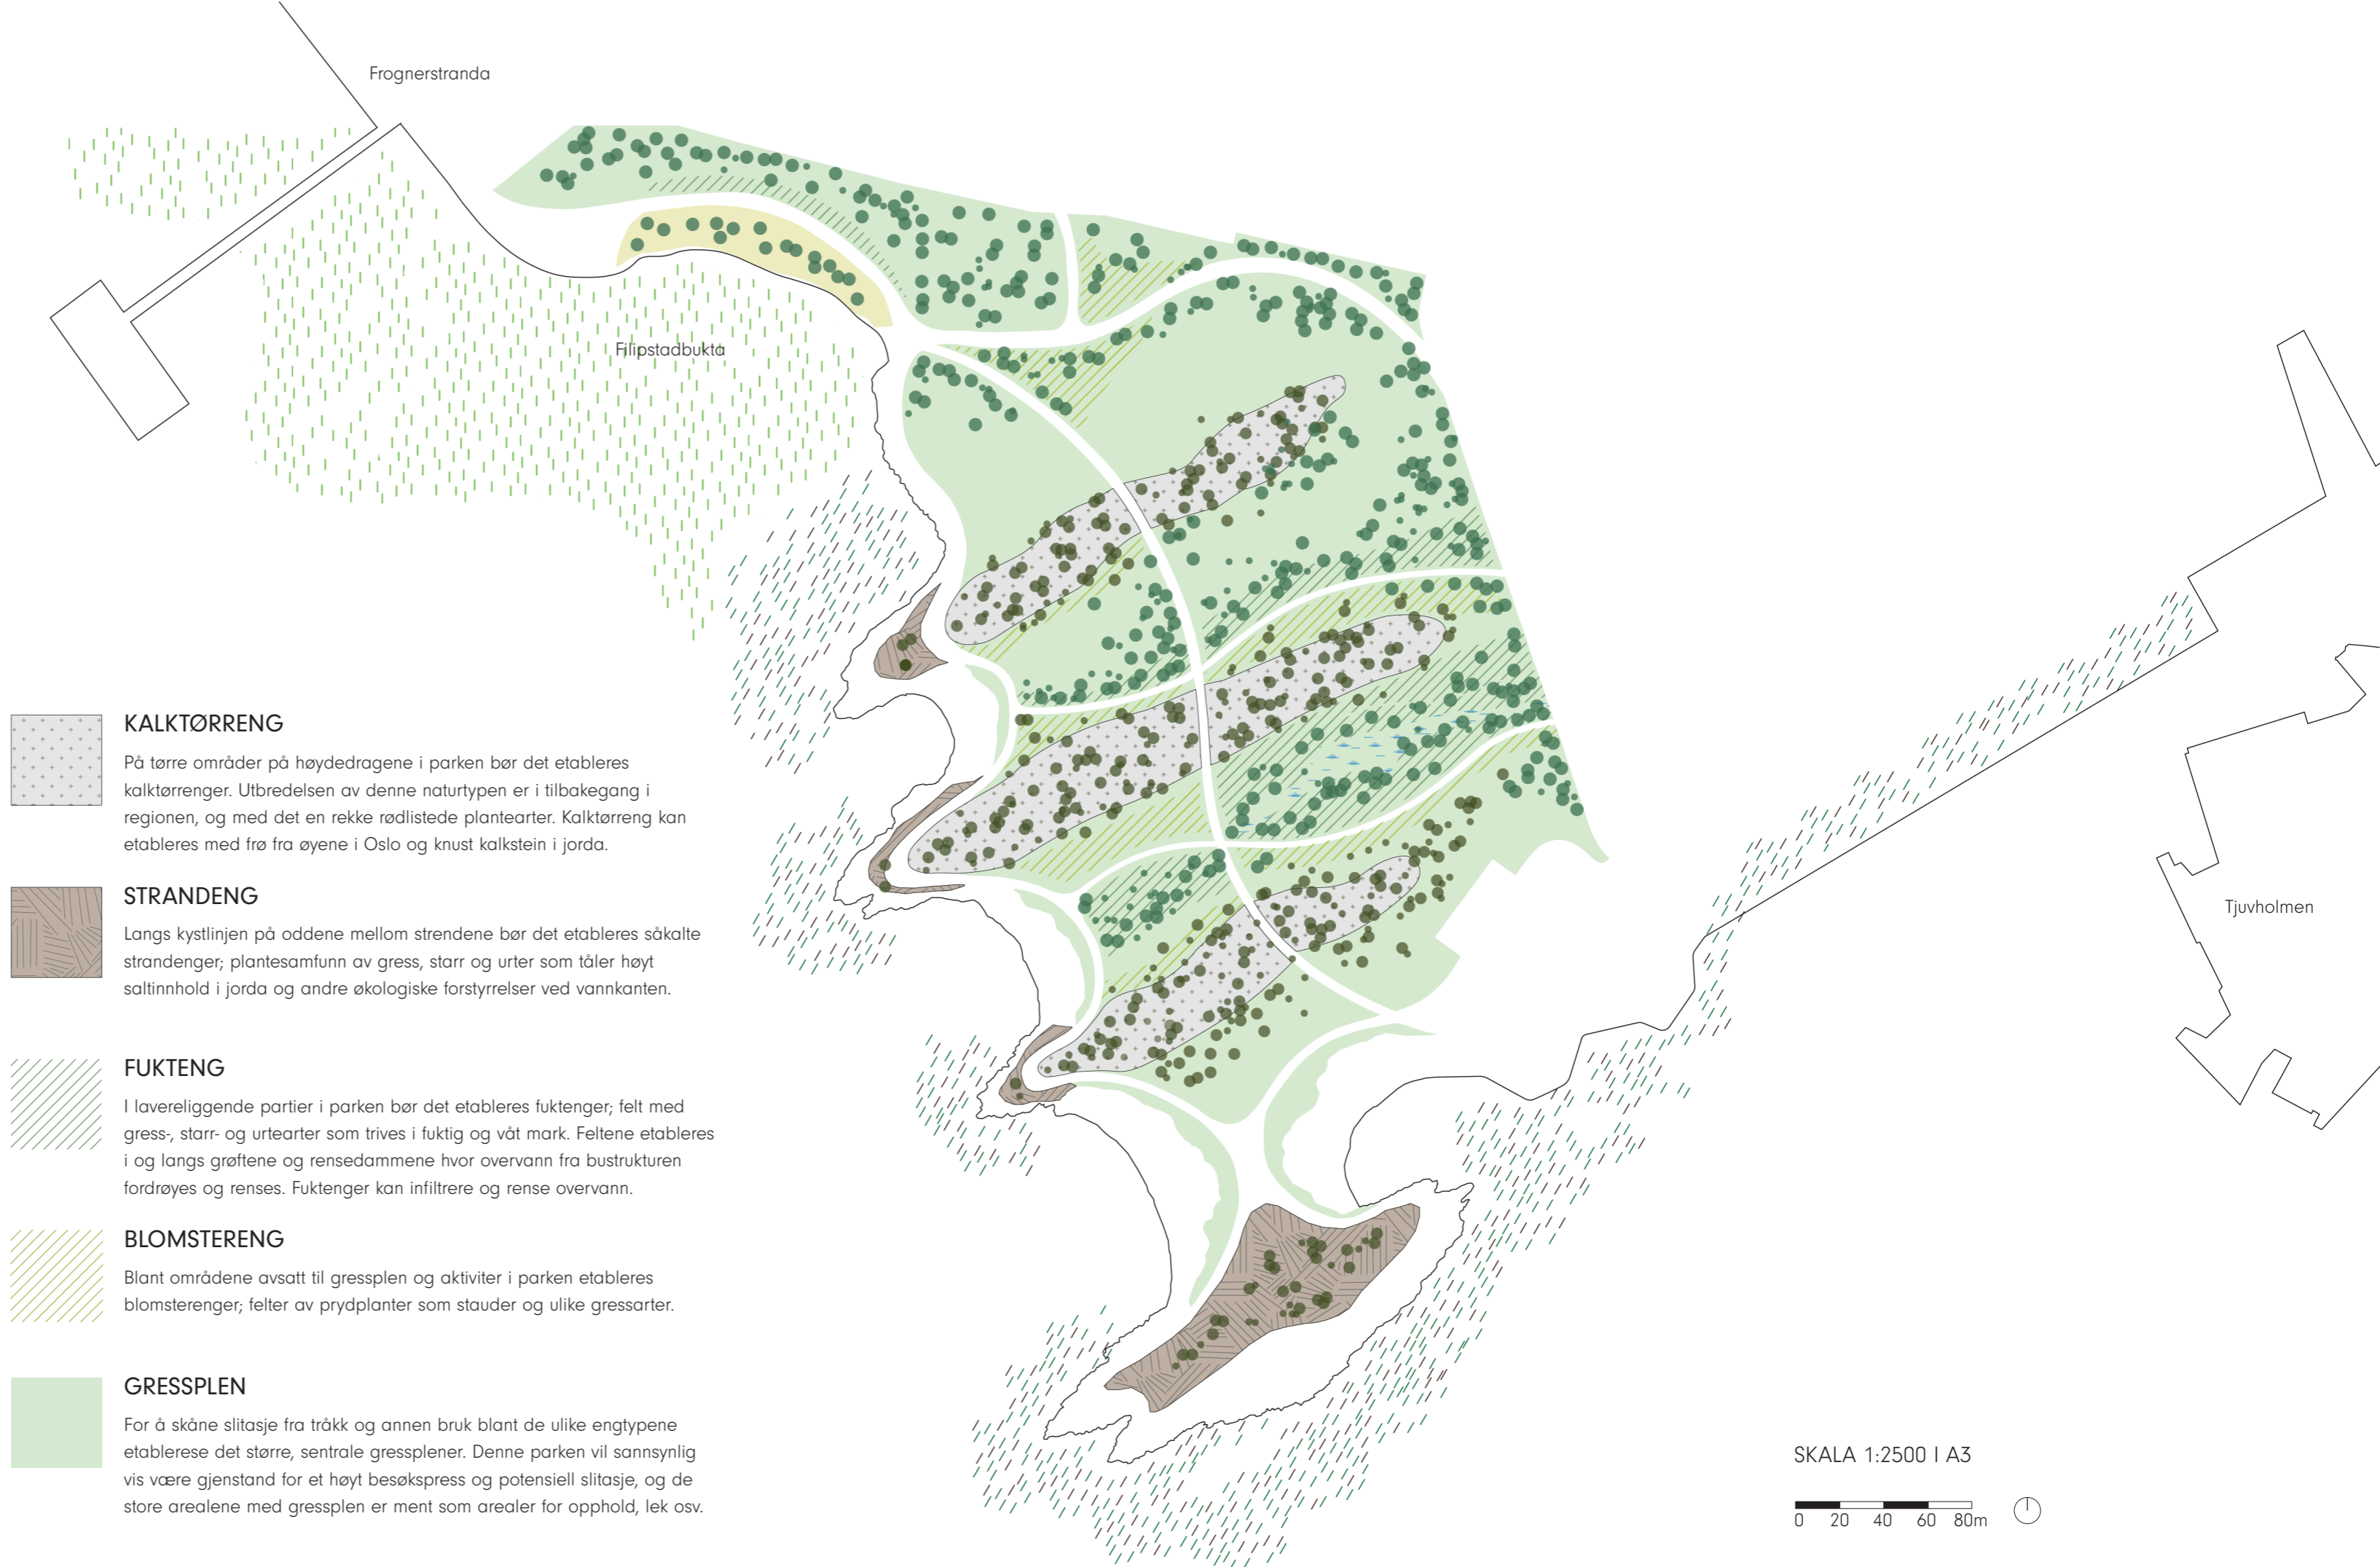 Frognerstranda
Filipstadbukta
KALKTØRRENG
På tørre områder på høydedragene i parken bør det etableres
kalktørrenger. Utbredelsen av denne naturtypen er i tilbakegang i
regionen, og med det en rekke rødlistede plantearter. Kalktørreng kan
etableres med frø fra øyene i Oslo og knust kalkstein i jorda.
STRANDENG
Langs kystlinjen på oddene mellom strendene bør det etableres såkalte
strandenger; plantesamfunn av gress, starr og urter som tåler høyt
saltinnhold i jorda og andre økologiske forstyrrelser ved vannkanten.
FUKTENG
I lavereliggende partier i parken bør det etableres fuktenger; felt med
gress-, starr- og urtearter som trives i fuktig og våt mark. Feltene etableres
i og langs grøftene og rensedammene hvor overvann fra bustrukturen
fordrøyes og renses. Fuktenger kan infiltrere og rense overvann.
BLOMSTERENG
Blant områdene avsatt til gressplen og aktiviter i parken etableres
blomsterenger; felter av prydplanter som stauder og ulike gressarter.
GRESSPLEN
For å skåne slitasje fra tråkk og annen bruk blant de ulike engtypene
etablerese det større, sentrale gressplener. Denne parken vil sannsynlig
vis være gjenstand for et høyt besøkspress og potensiell slitasje, og de
store arealene med gressplen er ment som arealer for opphold, lek osv.
Tjuvholmen
SKALA 1:2500 I A3
0 20 40 60 80m